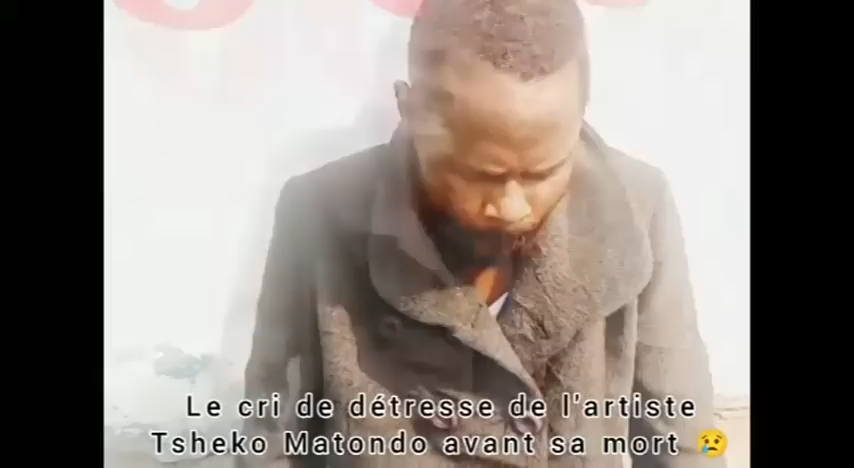 Le cri de détresse de l'artiste
Tsheko Matondo avant sa mort 😢